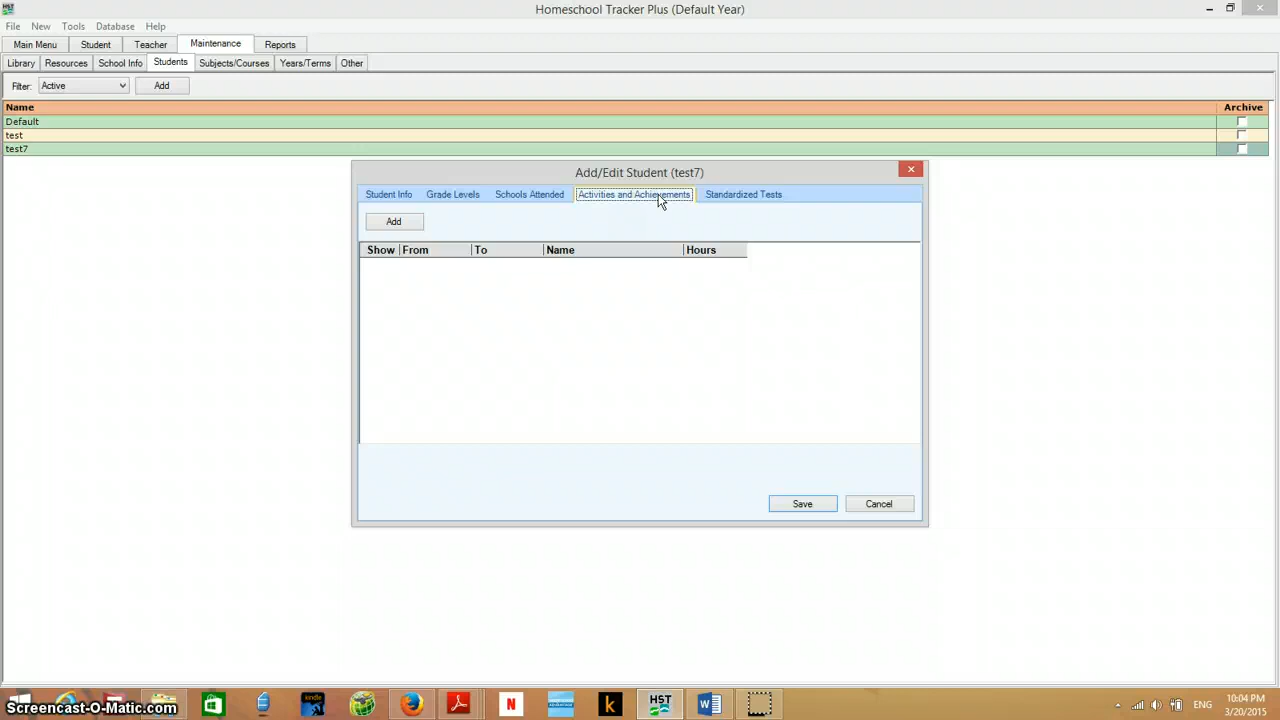 HST
Homeschool Tracker Plus (Default Year)
File New Tools Database Help
Main Menu Student Teacher Maintenance Reports
Library Resources School Info Students Subjects/Courses Years/Terms Other
Filter: Active Add
Name Archive
Default
test
test7
Add/Edit Student (test7)
Student Info Grade Levels Schools Attended Activities and Achievements Standardized Tests
Add
Show From To Name Hours
Save Cancel
kindle N k HST W
ENG
10:04 PM
3/20/2015
Screencast-O-Matic.com